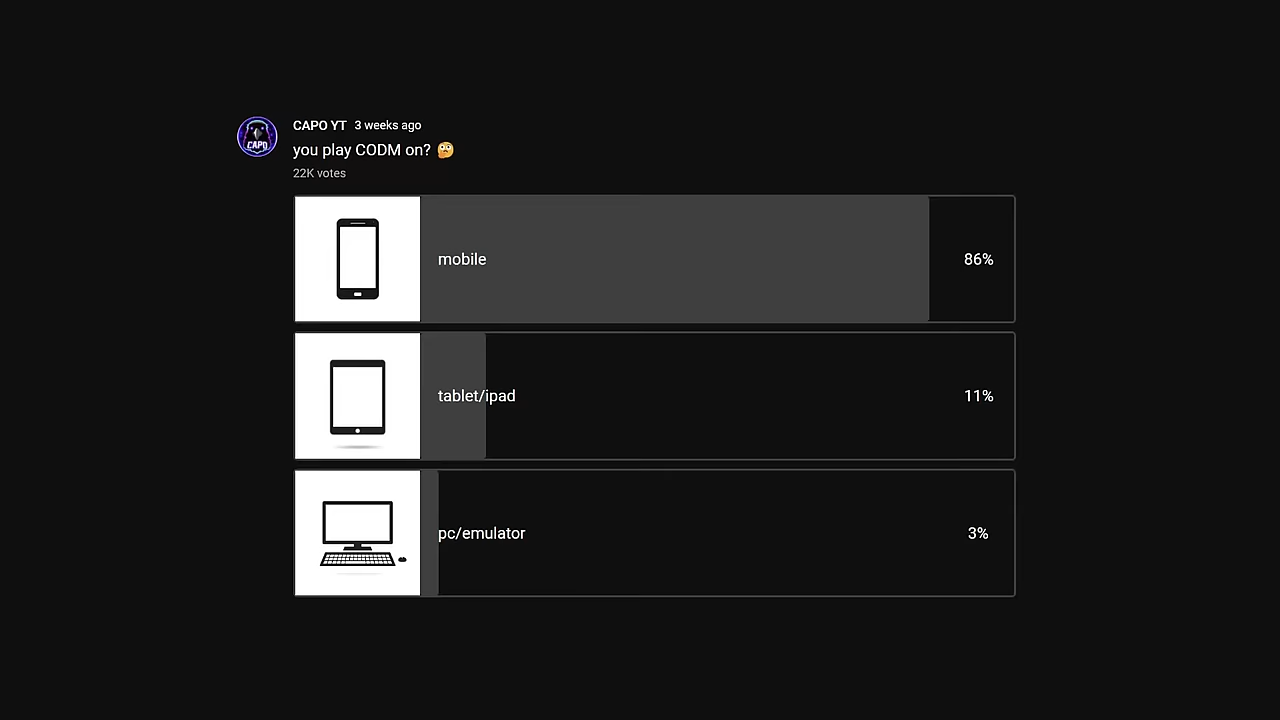 CAPO YT 3 weeks ago
you play CODM on? 🤔
22K votes
mobile 86%
tablet/ipad 11%
pc/emulator 3%
CAPO